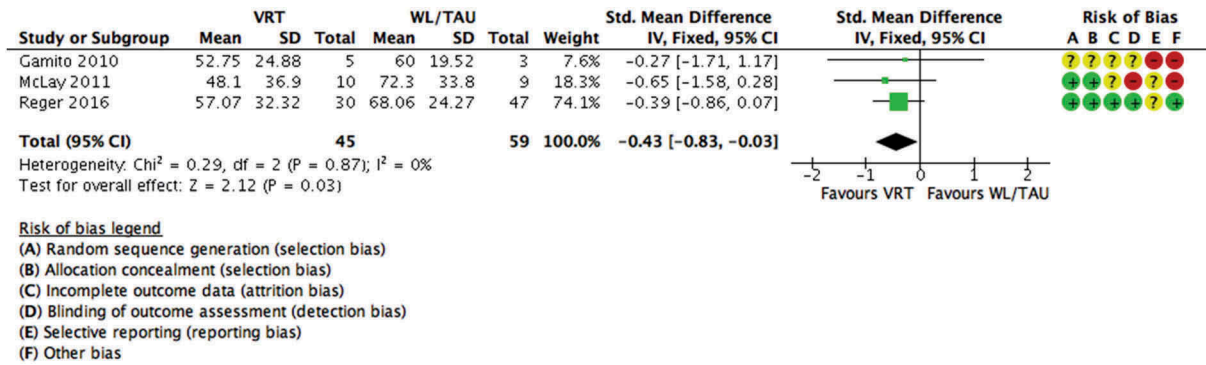 VRT WL/TAU Std. Mean Difference Std. Mean Difference Risk of Bias
Study or Subgroup Mean SD Total Mean SD Total Weight IV, Fixed, 95% CI IV, Fixed, 95% CI A B C D E F
Gamito 2010 52.75 24.88 5 60 19.52 3 7.6% -0.27 [-1.71, 1.17] ? ? ? ? - -
McLay 2011 48.1 36.9 10 72.3 33.8 9 18.3% -0.65 [-1.58, 0.28] + + ? - ? -
Reger 2016 57.07 32.32 30 68.06 24.27 47 74.1% -0.39 [-0.86, 0.07] + + + + ? +
Total (95% CI) 45 59 100.0% -0.43 [-0.83, -0.03]
Heterogeneity: Chi² = 0.29, df = 2 (P = 0.87); I² = 0%
Test for overall effect: Z = 2.12 (P = 0.03)
-2 -1 0 1 2
Favours VRT Favours WL/TAU
Risk of bias legend
(A) Random sequence generation (selection bias)
(B) Allocation concealment (selection bias)
(C) Incomplete outcome data (attrition bias)
(D) Blinding of outcome assessment (detection bias)
(E) Selective reporting (reporting bias)
(F) Other bias